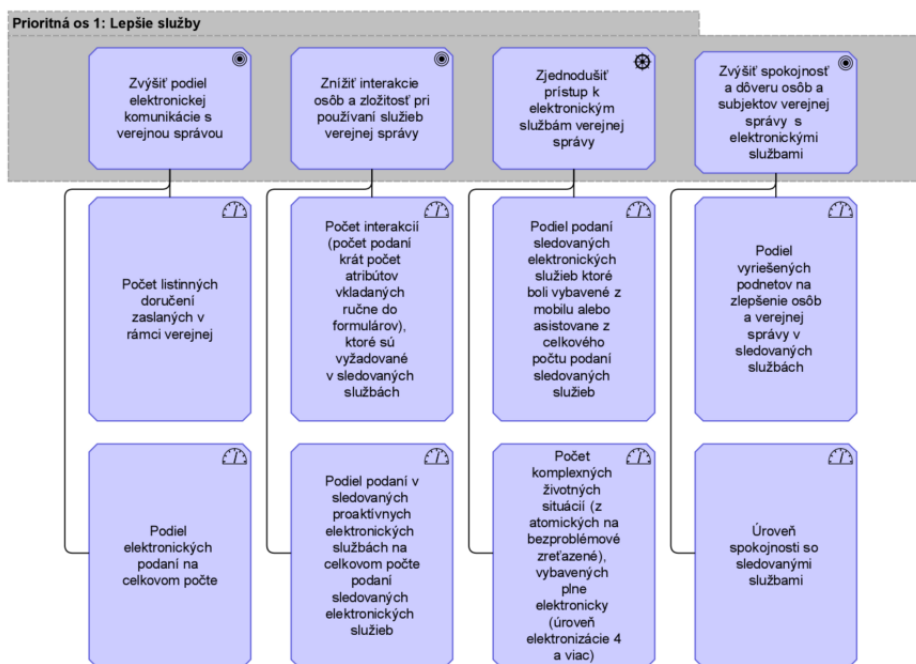 Prioritná os 1: Lepšie služby
Zvýšiť podiel
elektronickej
komunikácie s
verejnou správou
Znížiť interakcie
osôb a zložitosť pri
používaní služieb
verejnej správy
Zjednodušiť
prístup k
elektronickým
službám verejnej
správy
Zvýšiť spokojnosť
a dôveru osôb a
subjektov verejnej
správy s
elektronickými
službami
Počet listinných
doručení
zaslaných v
rámci verejnej
Počet interakcií
(počet podaní
krát počet
atribútov
vkladaných
ručne do
formulárov),
ktoré sú
vyžadované
v sledovaných
službách
Podiel podaní
sledovaných
elektronických
služieb ktoré
boli vybavené z
mobilu alebo
asistovane z
celkového
počtu podaní
sledovaných
služieb
Podiel
vyriešených
podnetov na
zlepšenie osôb
a verejnej
správy v
sledovaných
službách
Podiel
elektronických
podaní na
celkovom počte
Podiel podaní v
sledovaných
proaktívnych
elektronických
službách na
celkovom počte
podaní
sledovaných
elektronických
služieb
Počet
komplexných
životných
situácií (z
atomických na
bezproblémové
zreťazené),
vybavených
plne
elektronicky
(úroveň
elektronizácie 4
a viac)
Úroveň
spokojnosti so
sledovanými
službami